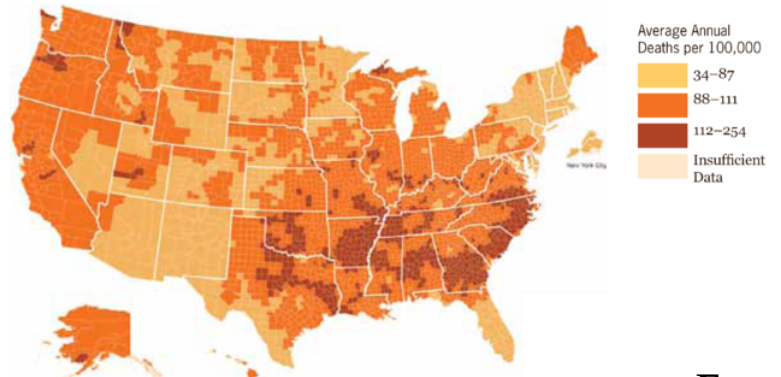 Average Annual
Deaths per 100,000
34–87
88–111
112–254
Insufficient
Data
New York City